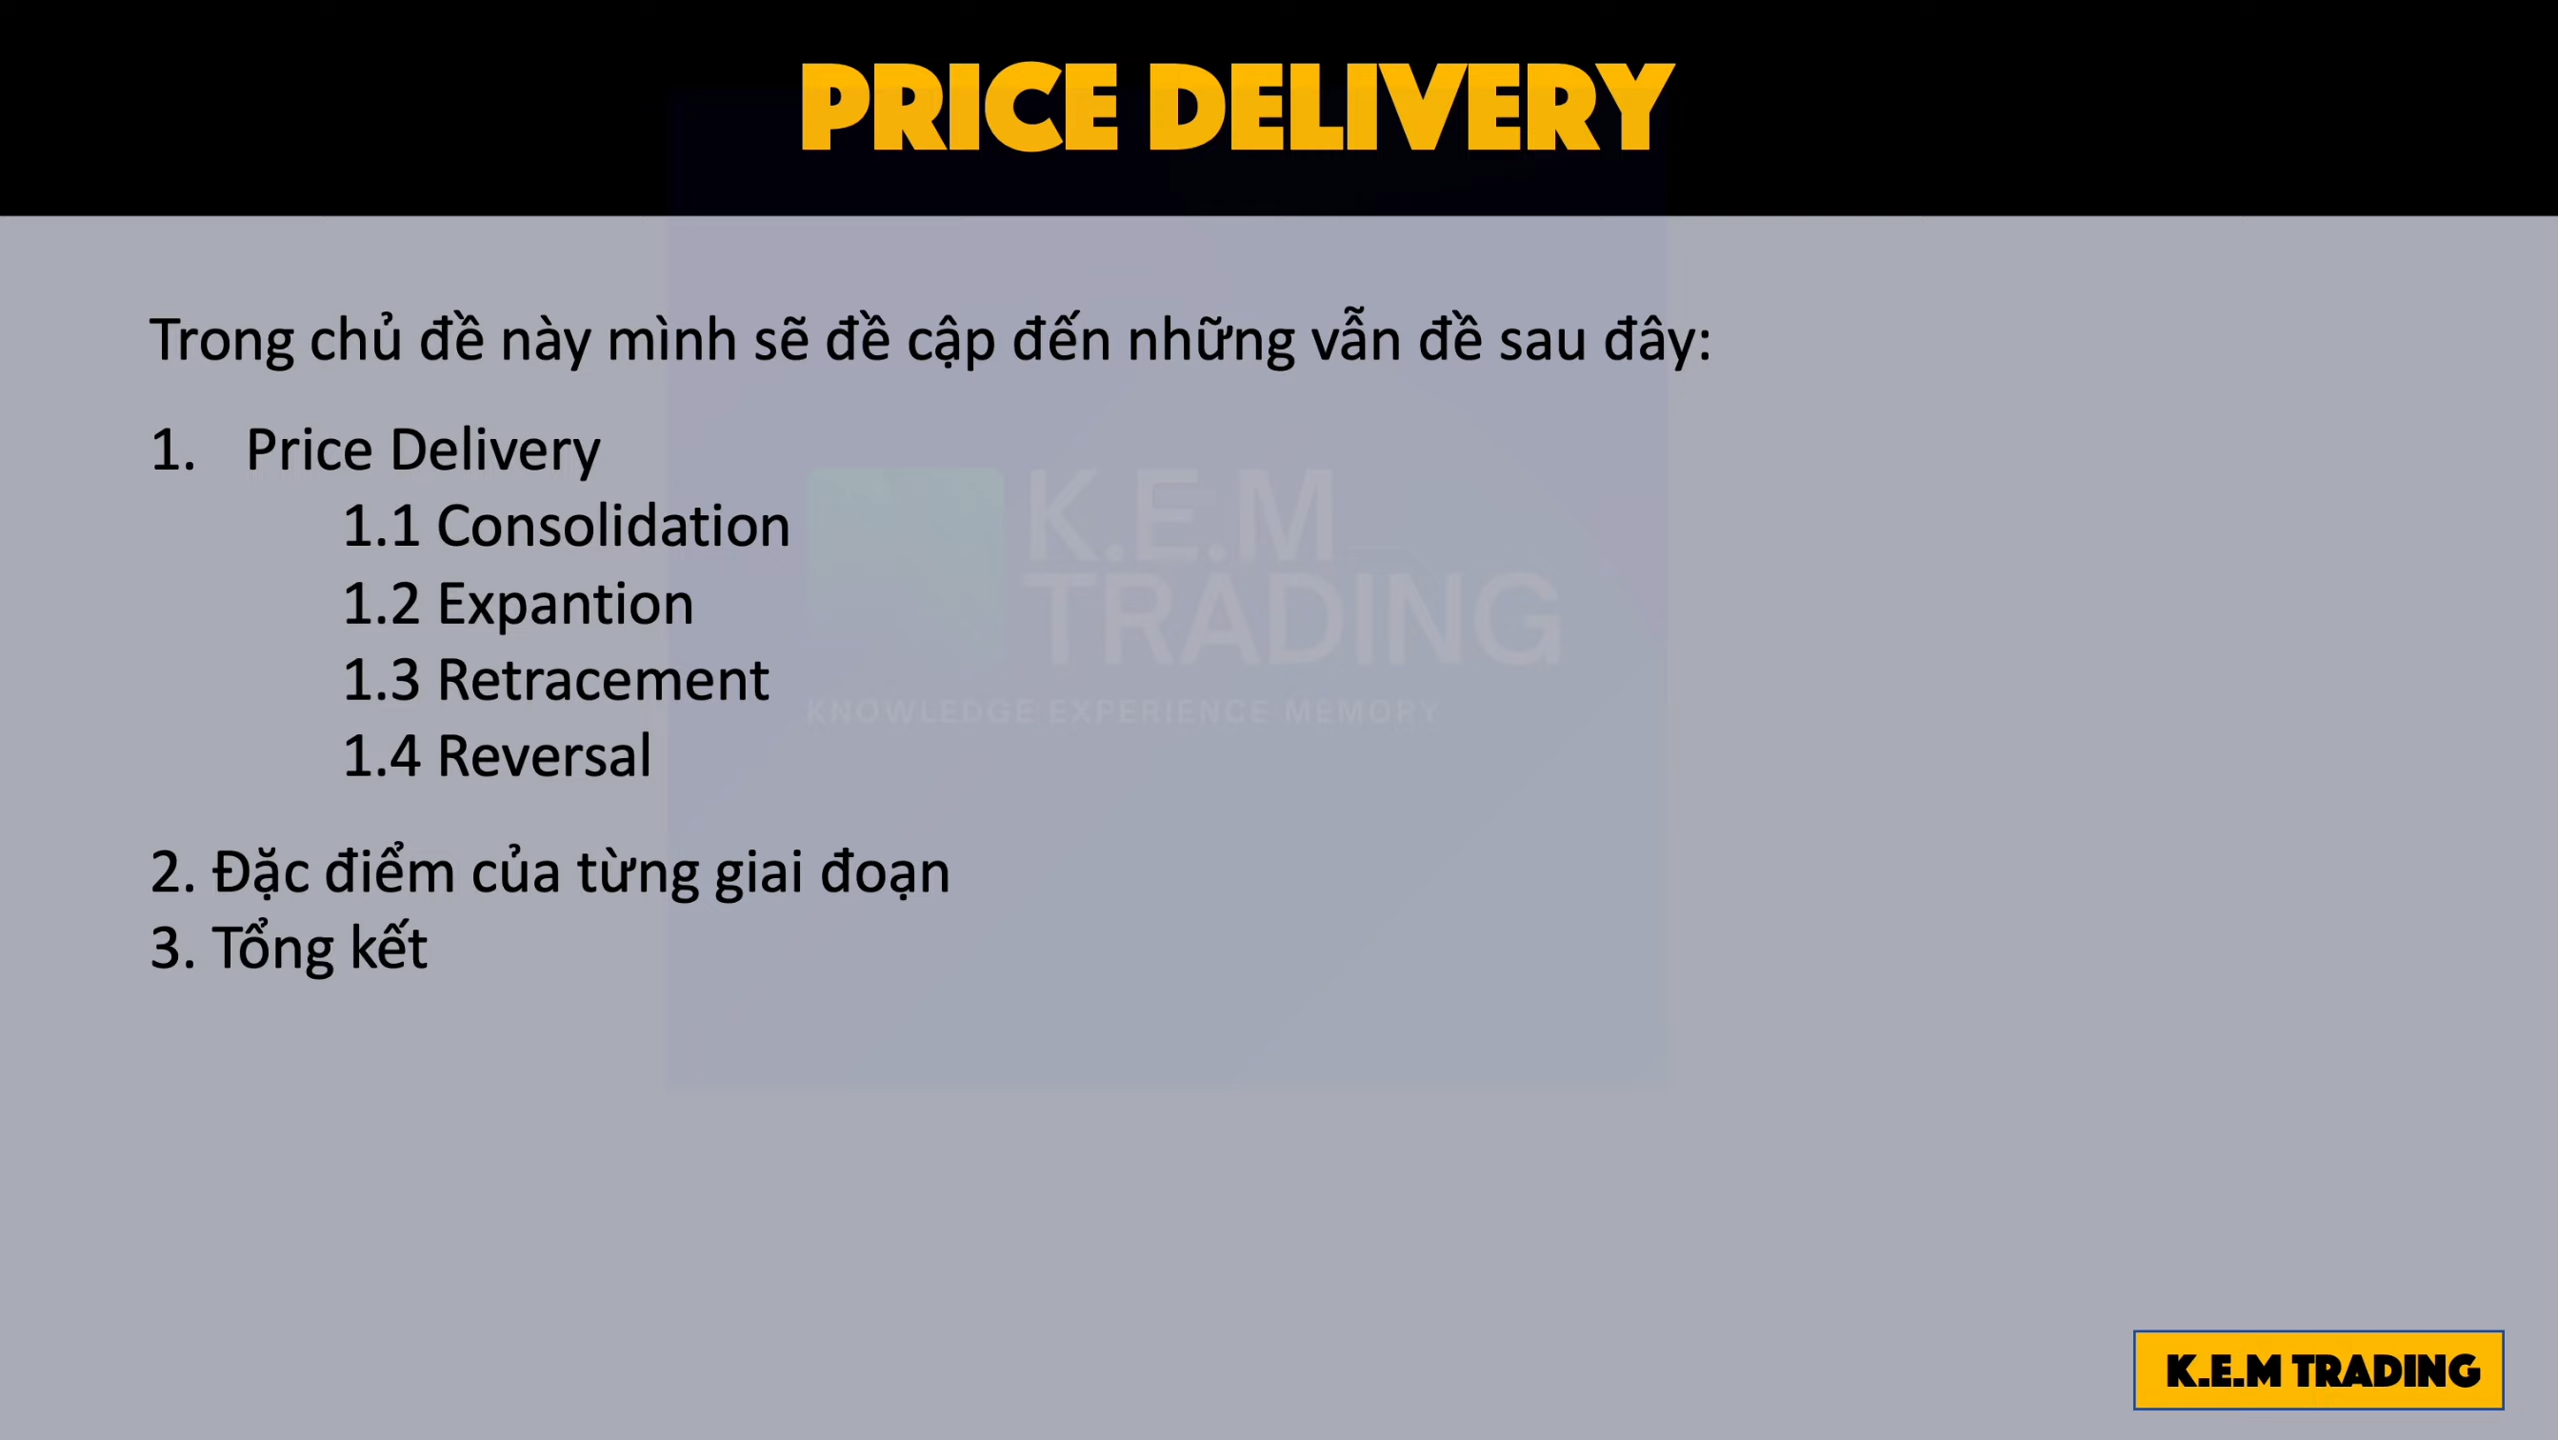 PRICE DELIVERY
Trong chủ đề này mình sẽ đề cập đến những vẫn đề sau đây:
1. Price Delivery
1.1 Consolidation
1.2 Expantion
1.3 Retracement
1.4 Reversal
K.E.M
TRADING
KNOWLEDGE EXPERIENCE MEMORY
2. Đặc điểm của từng giai đoạn
3. Tổng kết
K.E.M TRADING